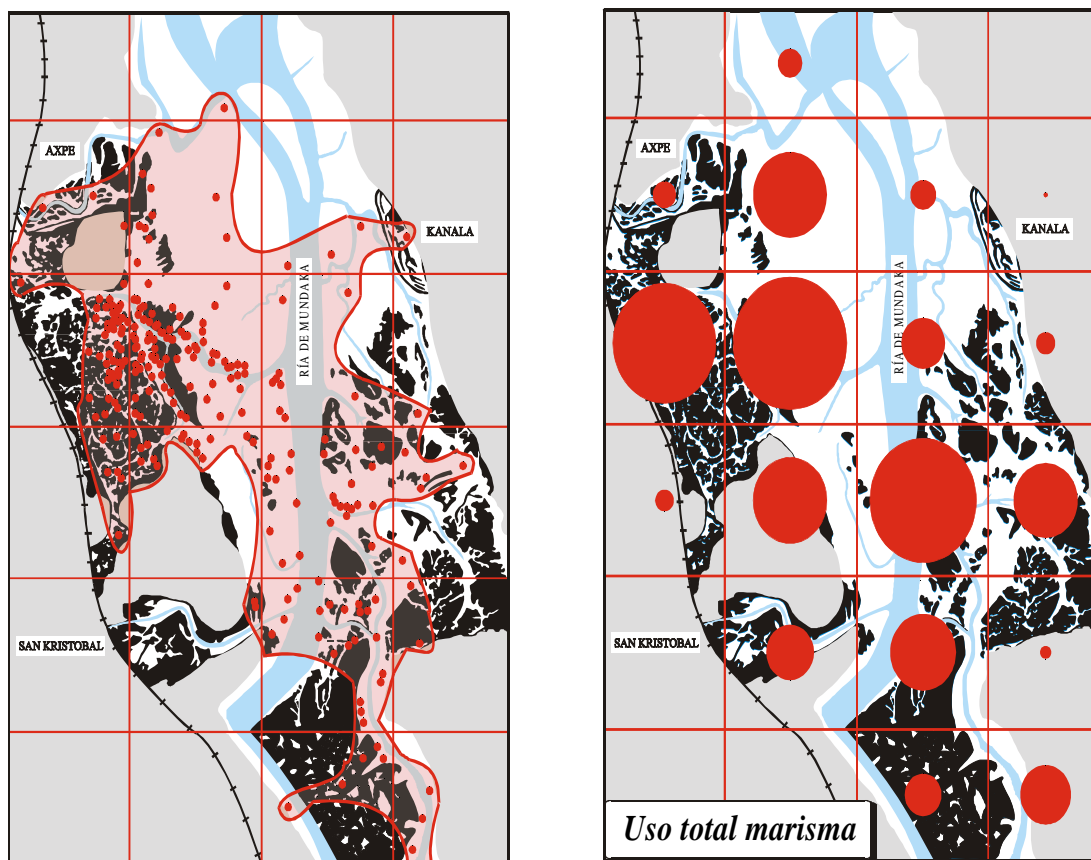 AXPE
KANALA
RÍA DE MUNDAKA
SAN KRISTOBAL
AXPE
KANALA
RÍA DE MUNDAKA
SAN KRISTOBAL
Uso total marisma